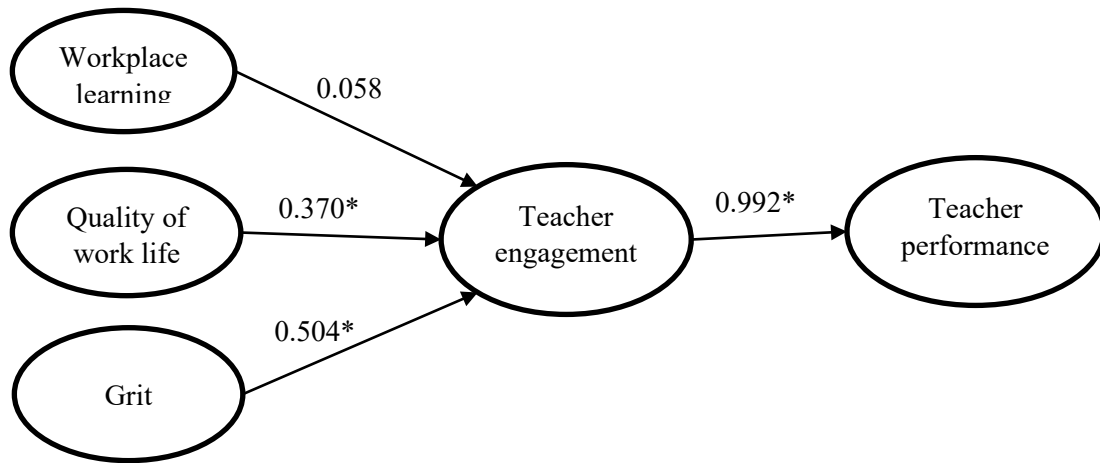 Workplace
learning
0.058
Quality of
work life
0.370*
Grit
0.504*
Teacher
engagement
0.992*
Teacher
performance